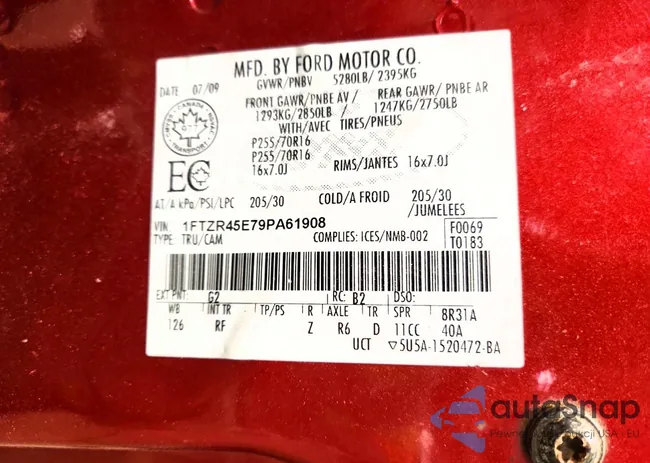 MFD. BY FORD MOTOR CO.
DATE 07/09
GVWR/PNBV 5280LB/ 2395KG
FRONT GAWR/PNBE AV/ REAR GAWR/ PNBE AR
1293KG/2850LB 1247KG/2750LB
WITH/AVEC TIRES/PNEUS
P255/70R16
P255/70R16 RIMS/JANTES 16x7.0J
16x7.0J
CANADA
TRANSPORT
EC
AT/A kPa/PSI/LPC 205/30 COLD/A FROID 205/30
/JUMELEES
VIN: 1FTZR45E79PA61908
F0069
TYPE: TRU/CAM COMPLIES: ICES/NMB-002 T0183
EXT PNT: G2 RC: B2 DSO:
WB INT TR TP/PS R AXLE TR SPR 8R31A
126 RF Z R6 D 11CC 40A
UCT ▽5U5A-1520472-BA
autoSnap
USA - EU